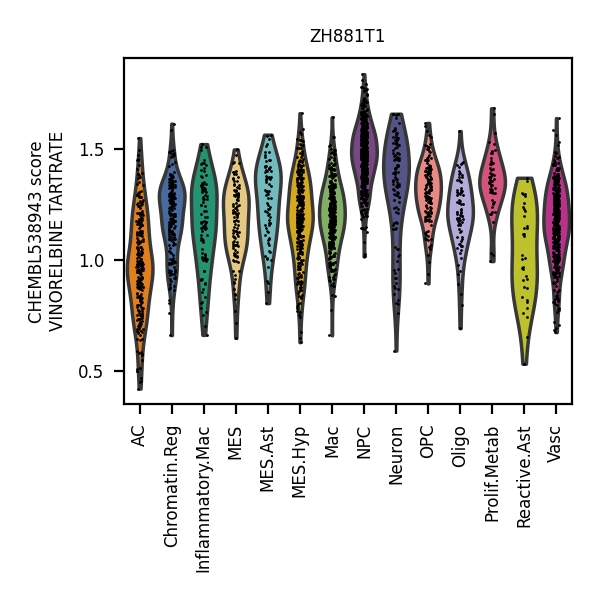 ZH881T1
CHEMBL538943 score
VINORELBINE TARTRATE
1.5
1.0
0.5
AC
Chromatin.Reg
Inflammatory.Mac
MES
MES.Ast
MES.Hyp
Mac
NPC
Neuron
OPC
Oligo
Prolif.Metab
Reactive.Ast
Vasc